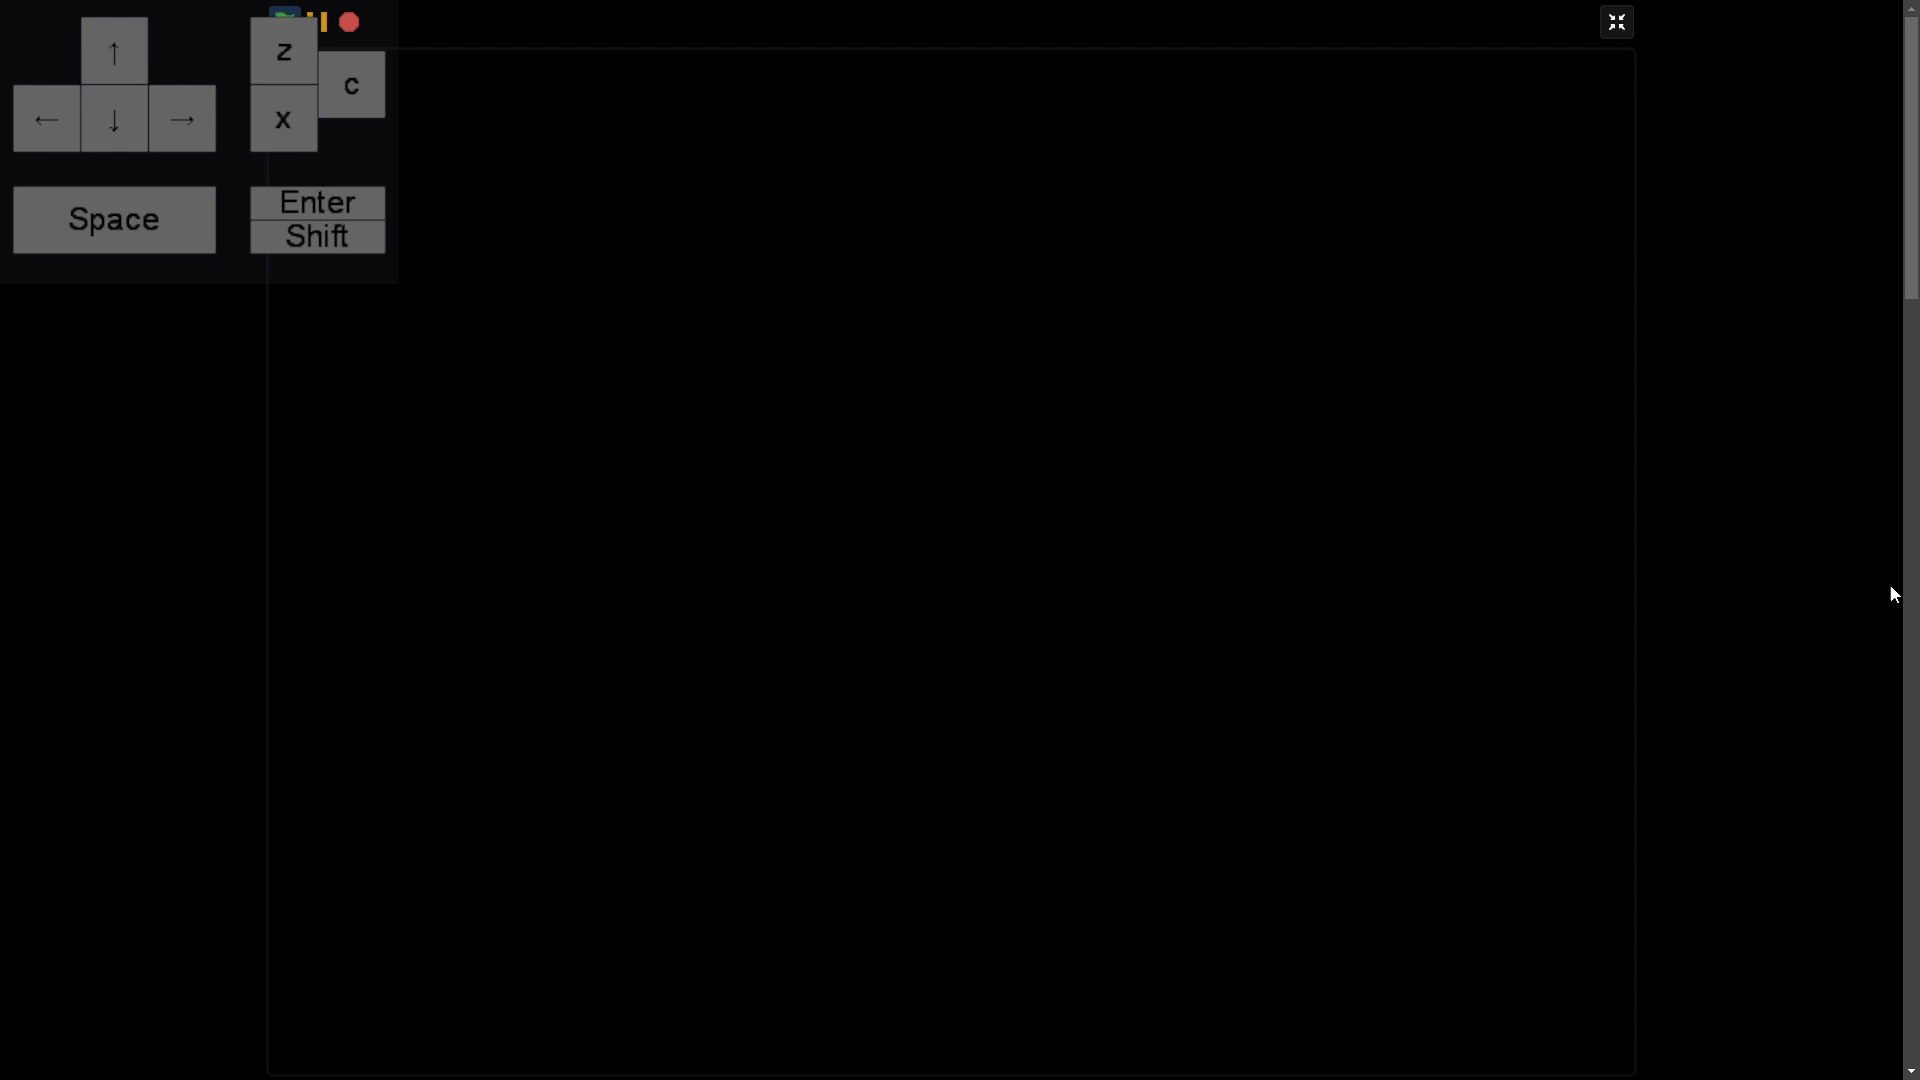 ↑
z
c
← ↓ →
x
Space
Enter
Shift